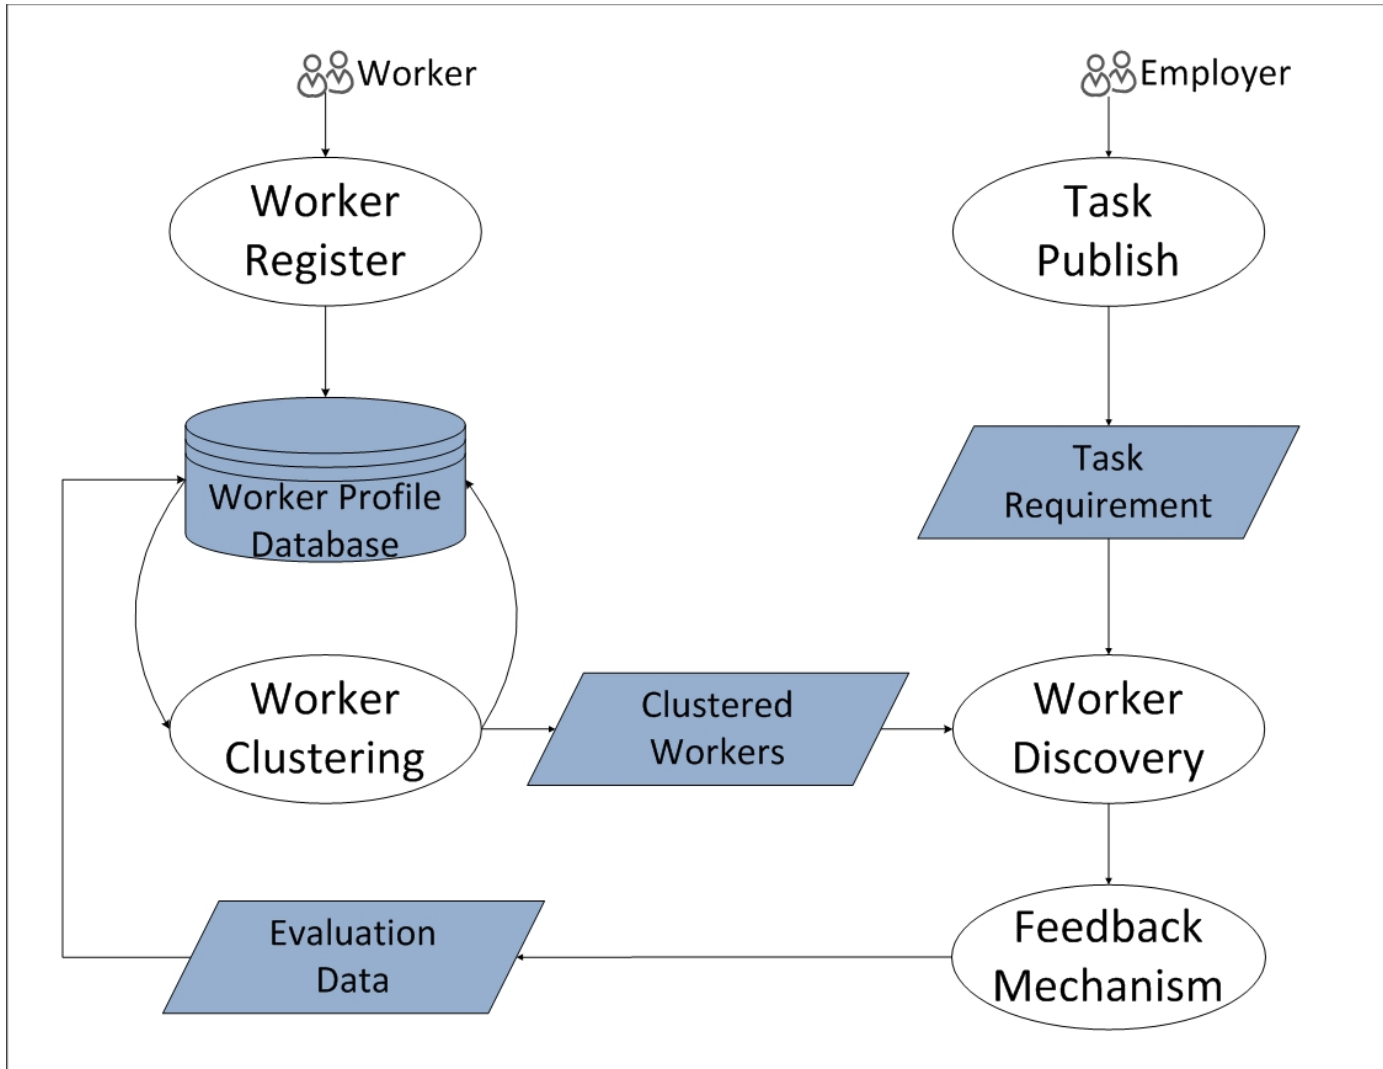 Worker
Employer
Worker
Register
Task
Publish
Worker Profile
Database
Task
Requirement
Worker
Clustering
Clustered
Workers
Worker
Discovery
Evaluation
Data
Feedback
Mechanism